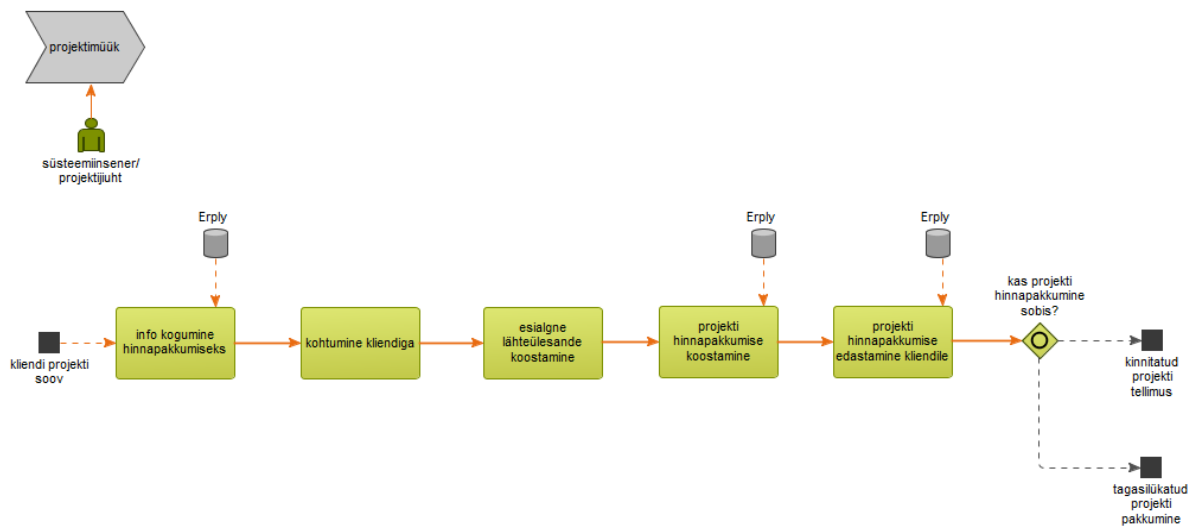 projektimüük
süsteemiinsener/
projektijiuht
Erply
Erply
Erply
kliendi projekti
soov
info kogumine
hinnapakkumiseks
kohtumine kliendiga
esialgne
lähteülesande
koostamine
projekti
hinnapakkumise
koostamine
projekti
hinnapakkumise
edastamine kliendile
kas projekti
hinnapakkumine
sobis?
kinnitatud
projekti
tellimus
tagasilükatud
projekti
pakkumine